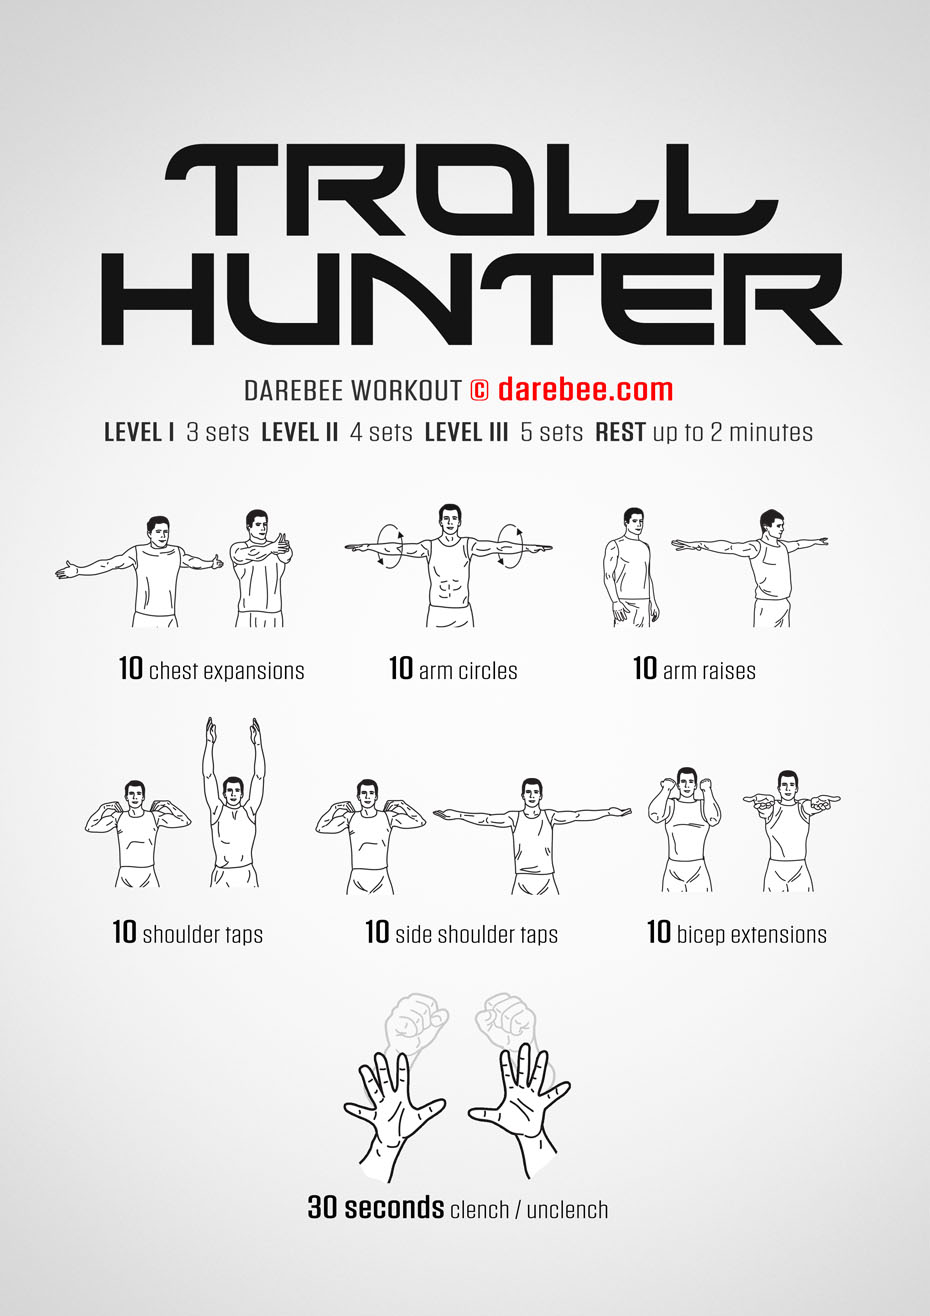 TROLL
HUNTER
DAREBEE WORKOUT © darebee.com
LEVEL I 3 sets LEVEL II 4 sets LEVEL III 5 sets REST up to 2 minutes
10 chest expansions
10 arm circles
10 arm raises
10 shoulder taps
10 side shoulder taps
10 bicep extensions
30 seconds clench / unclench